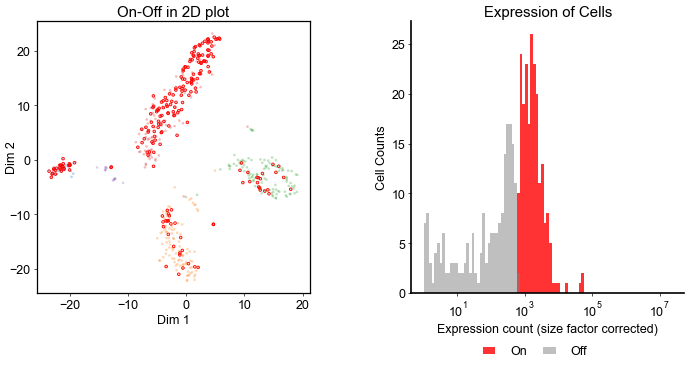 On-Off in 2D plot
Dim 2
20
10
0
−10
−20
−20 −10 0 10 20
Dim 1
Expression of Cells
Cell Counts
25
20
15
10
5
0
10^1 10^3 10^5 10^7
Expression count (size factor corrected)
On Off